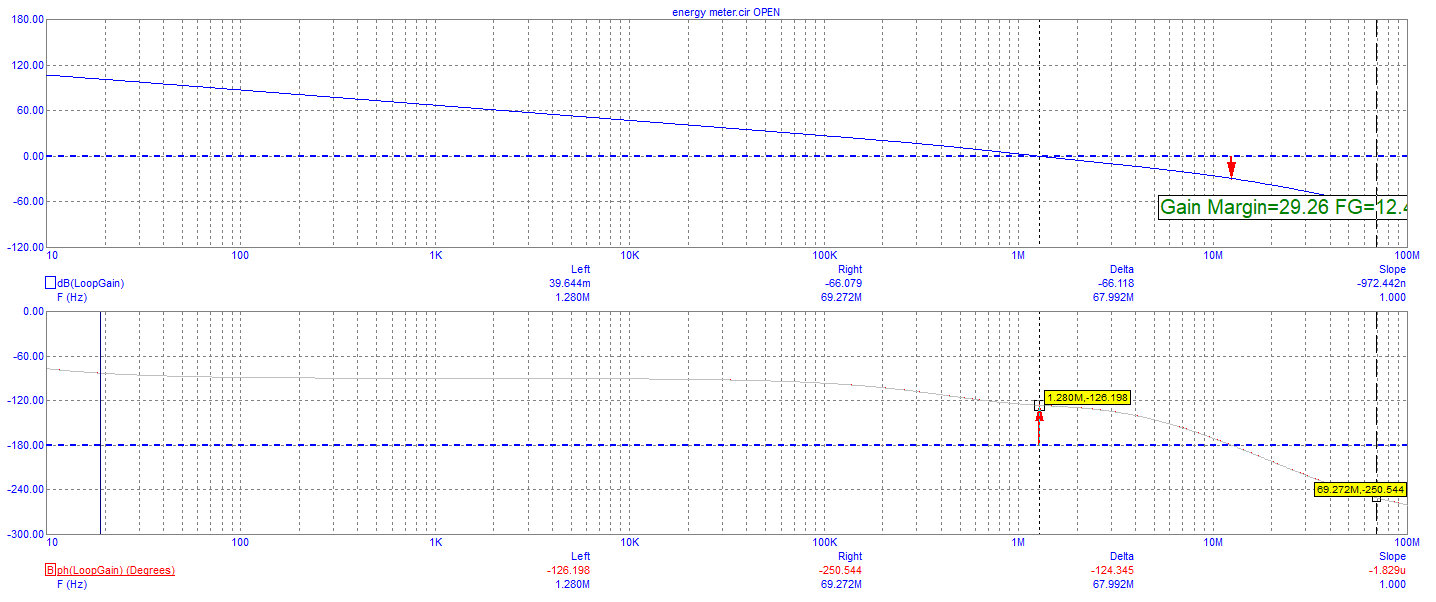 energy meter.cir OPEN
180.00
120.00
60.00
0.00
-60.00
-120.00
Gain Margin=29.26 FG=12.4
10 100 1K 10K 100K 1M 10M 100M
Left Right Delta Slope
dB(LoopGain) 39.644m -66.079 -66.118 -972.442n
F (Hz) 1.280M 69.272M 67.992M 1.000
0.00
-60.00
-120.00
1.280M,-126.198
-180.00
-240.00
69.272M,-250.544
-300.00
10 100 1K 10K 100K 1M 10M 100M
Left Right Delta Slope
B ph(LoopGain) (Degrees) -126.198 -250.544 -124.345 -1.829u
F (Hz) 1.280M 69.272M 67.992M 1.000